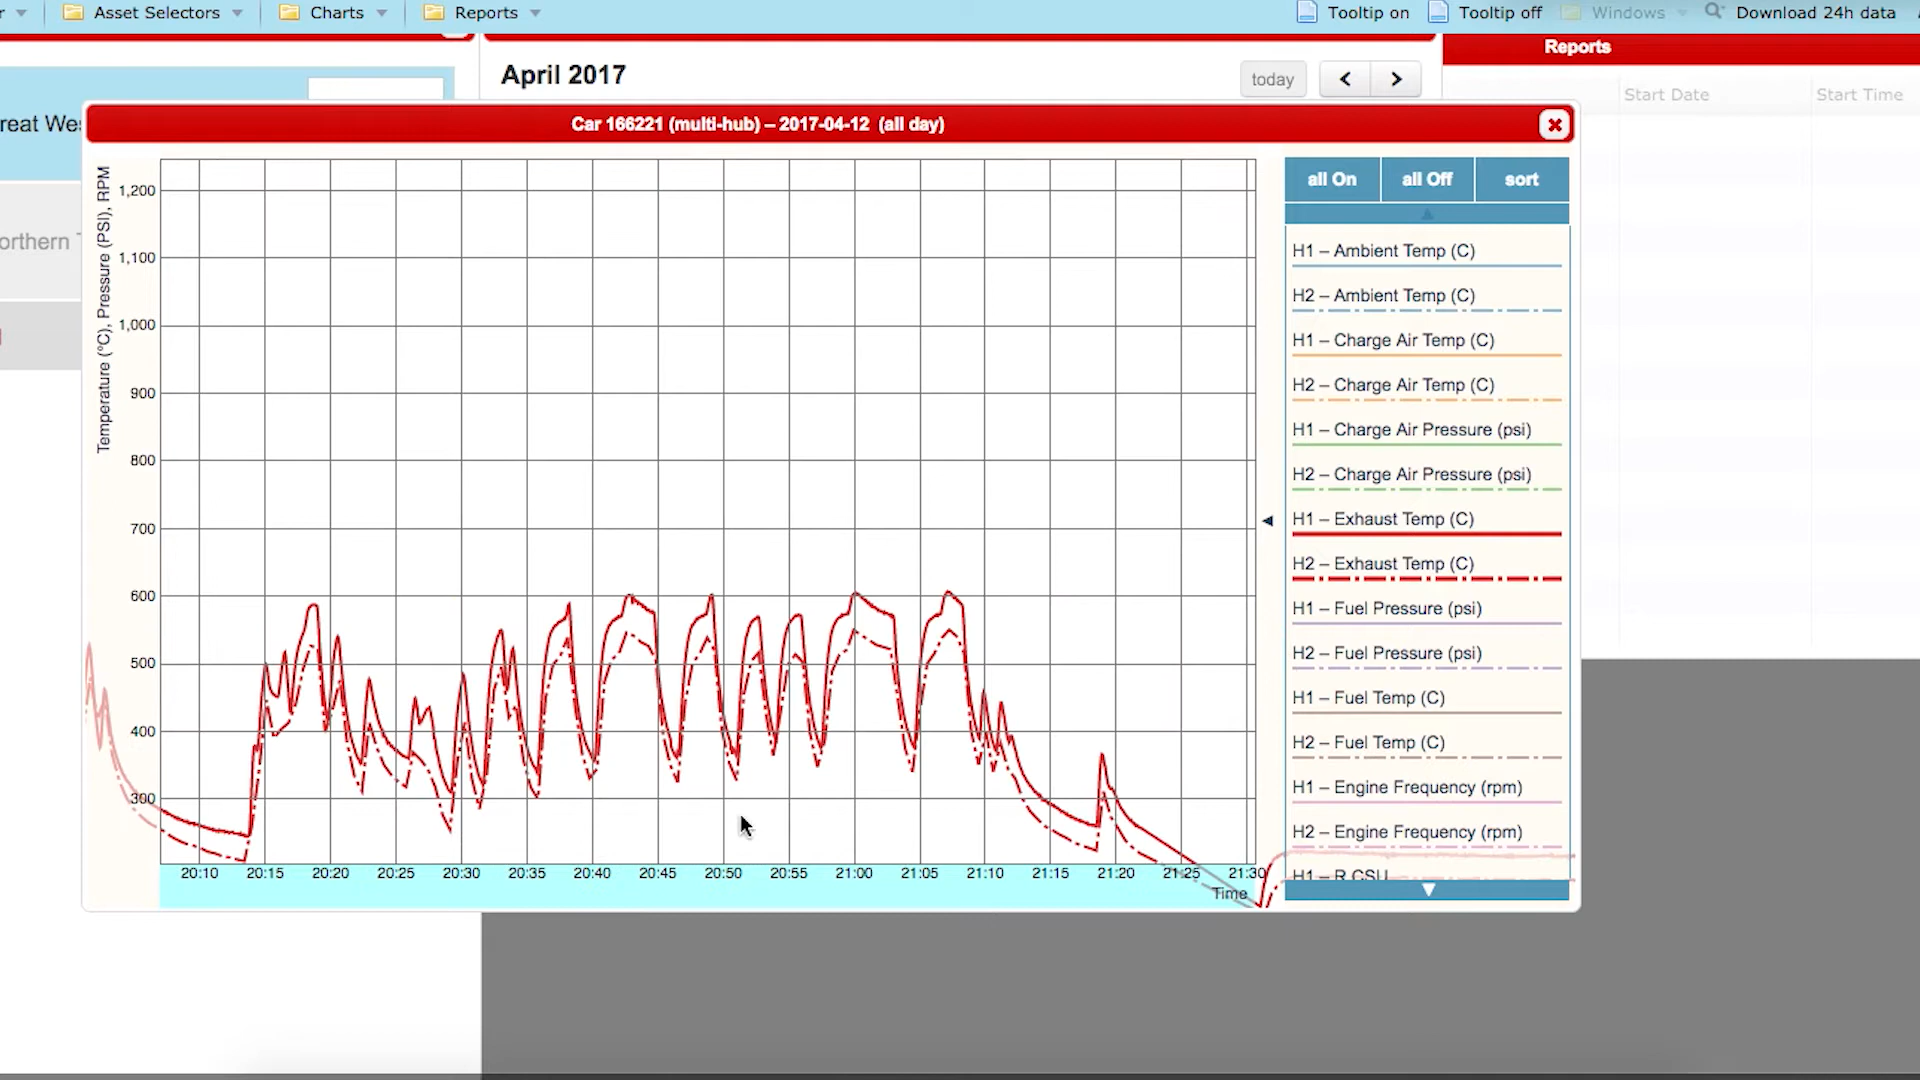 r Asset Selectors Charts Reports Tooltip on Tooltip off Windows Download 24h data
Reports
April 2017
today
Start Date Start Time
reat Wes
orthern T
Car 166221 (multi-hub) – 2017-04-12 (all day)
Temperature (°C), Pressure (PSI), RPM
1,200
1,100
1,000
900
800
700
600
500
400
300
20:10 20:15 20:20 20:25 20:30 20:35 20:40 20:45 20:50 20:55 21:00 21:05 21:10 21:15 21:20 21:25 21:30
Time
all On all Off sort
H1 – Ambient Temp (C)
H2 – Ambient Temp (C)
H1 – Charge Air Temp (C)
H2 – Charge Air Temp (C)
H1 – Charge Air Pressure (psi)
H2 – Charge Air Pressure (psi)
H1 – Exhaust Temp (C)
H2 – Exhaust Temp (C)
H1 – Fuel Pressure (psi)
H2 – Fuel Pressure (psi)
H1 – Fuel Temp (C)
H2 – Fuel Temp (C)
H1 – Engine Frequency (rpm)
H2 – Engine Frequency (rpm)
H1 – R CSU